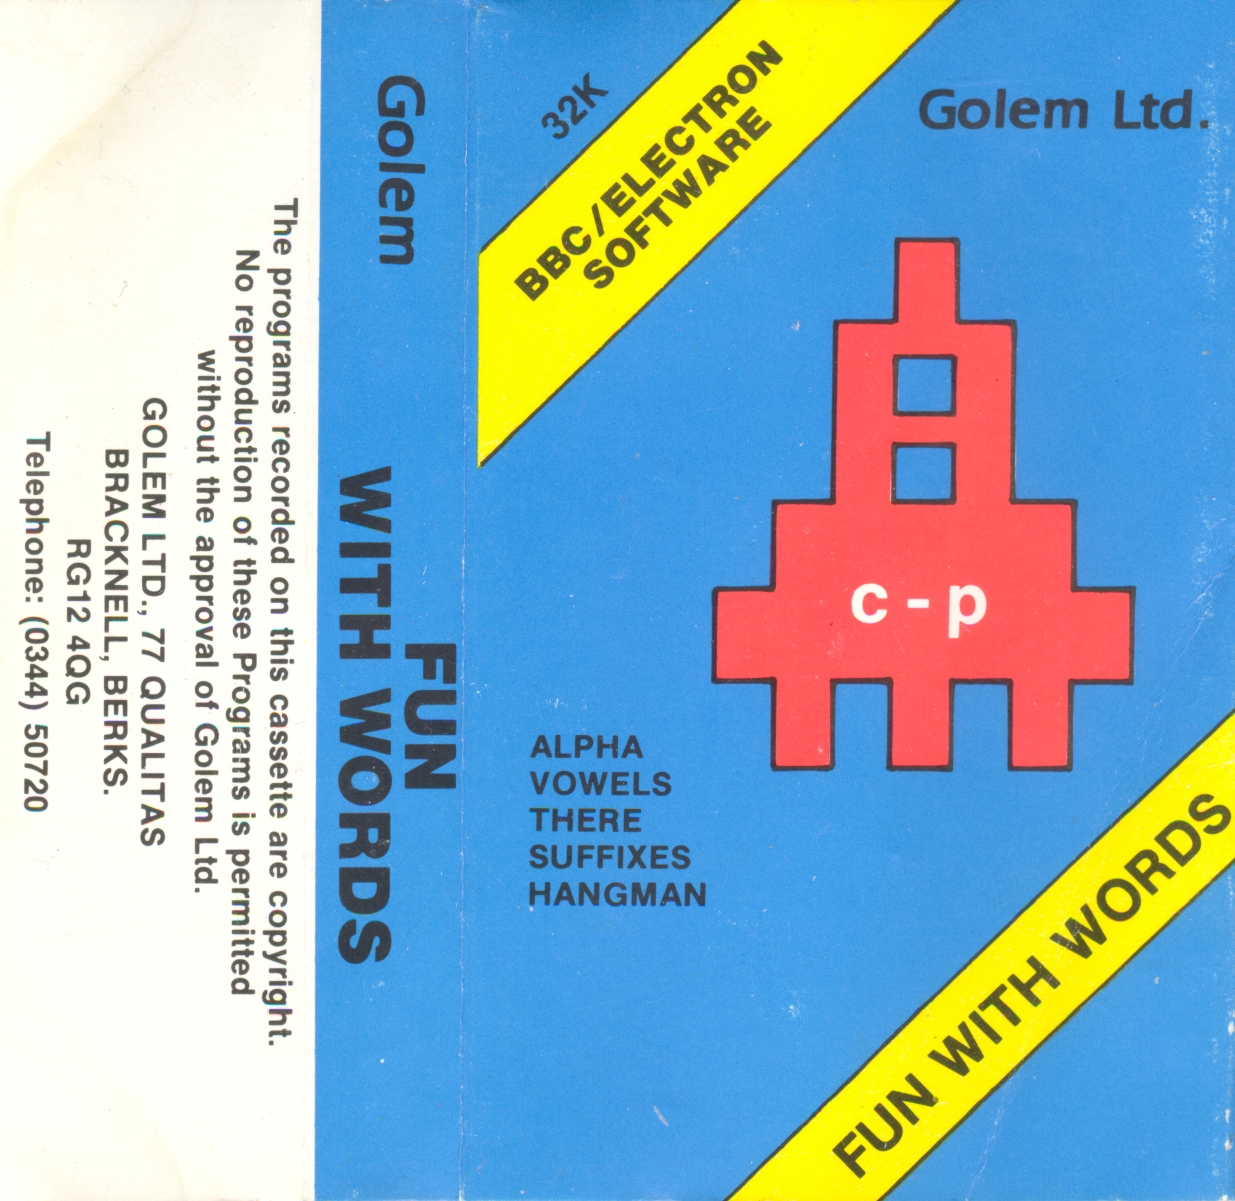 The programs recorded on this cassette are copyright.
No reproduction of these Programs is permitted
without the approval of Golem Ltd.
GOLEM LTD., 77 QUALITAS
BRACKNELL, BERKS.
RG12 4QG
Telephone: (0344) 50720
Golem
FUN
WITH WORDS
32K
BBC/ELECTRON
SOFTWARE
Golem Ltd.
c-p
ALPHA
VOWELS
THERE
SUFFIXES
HANGMAN
FUN WITH WORDS